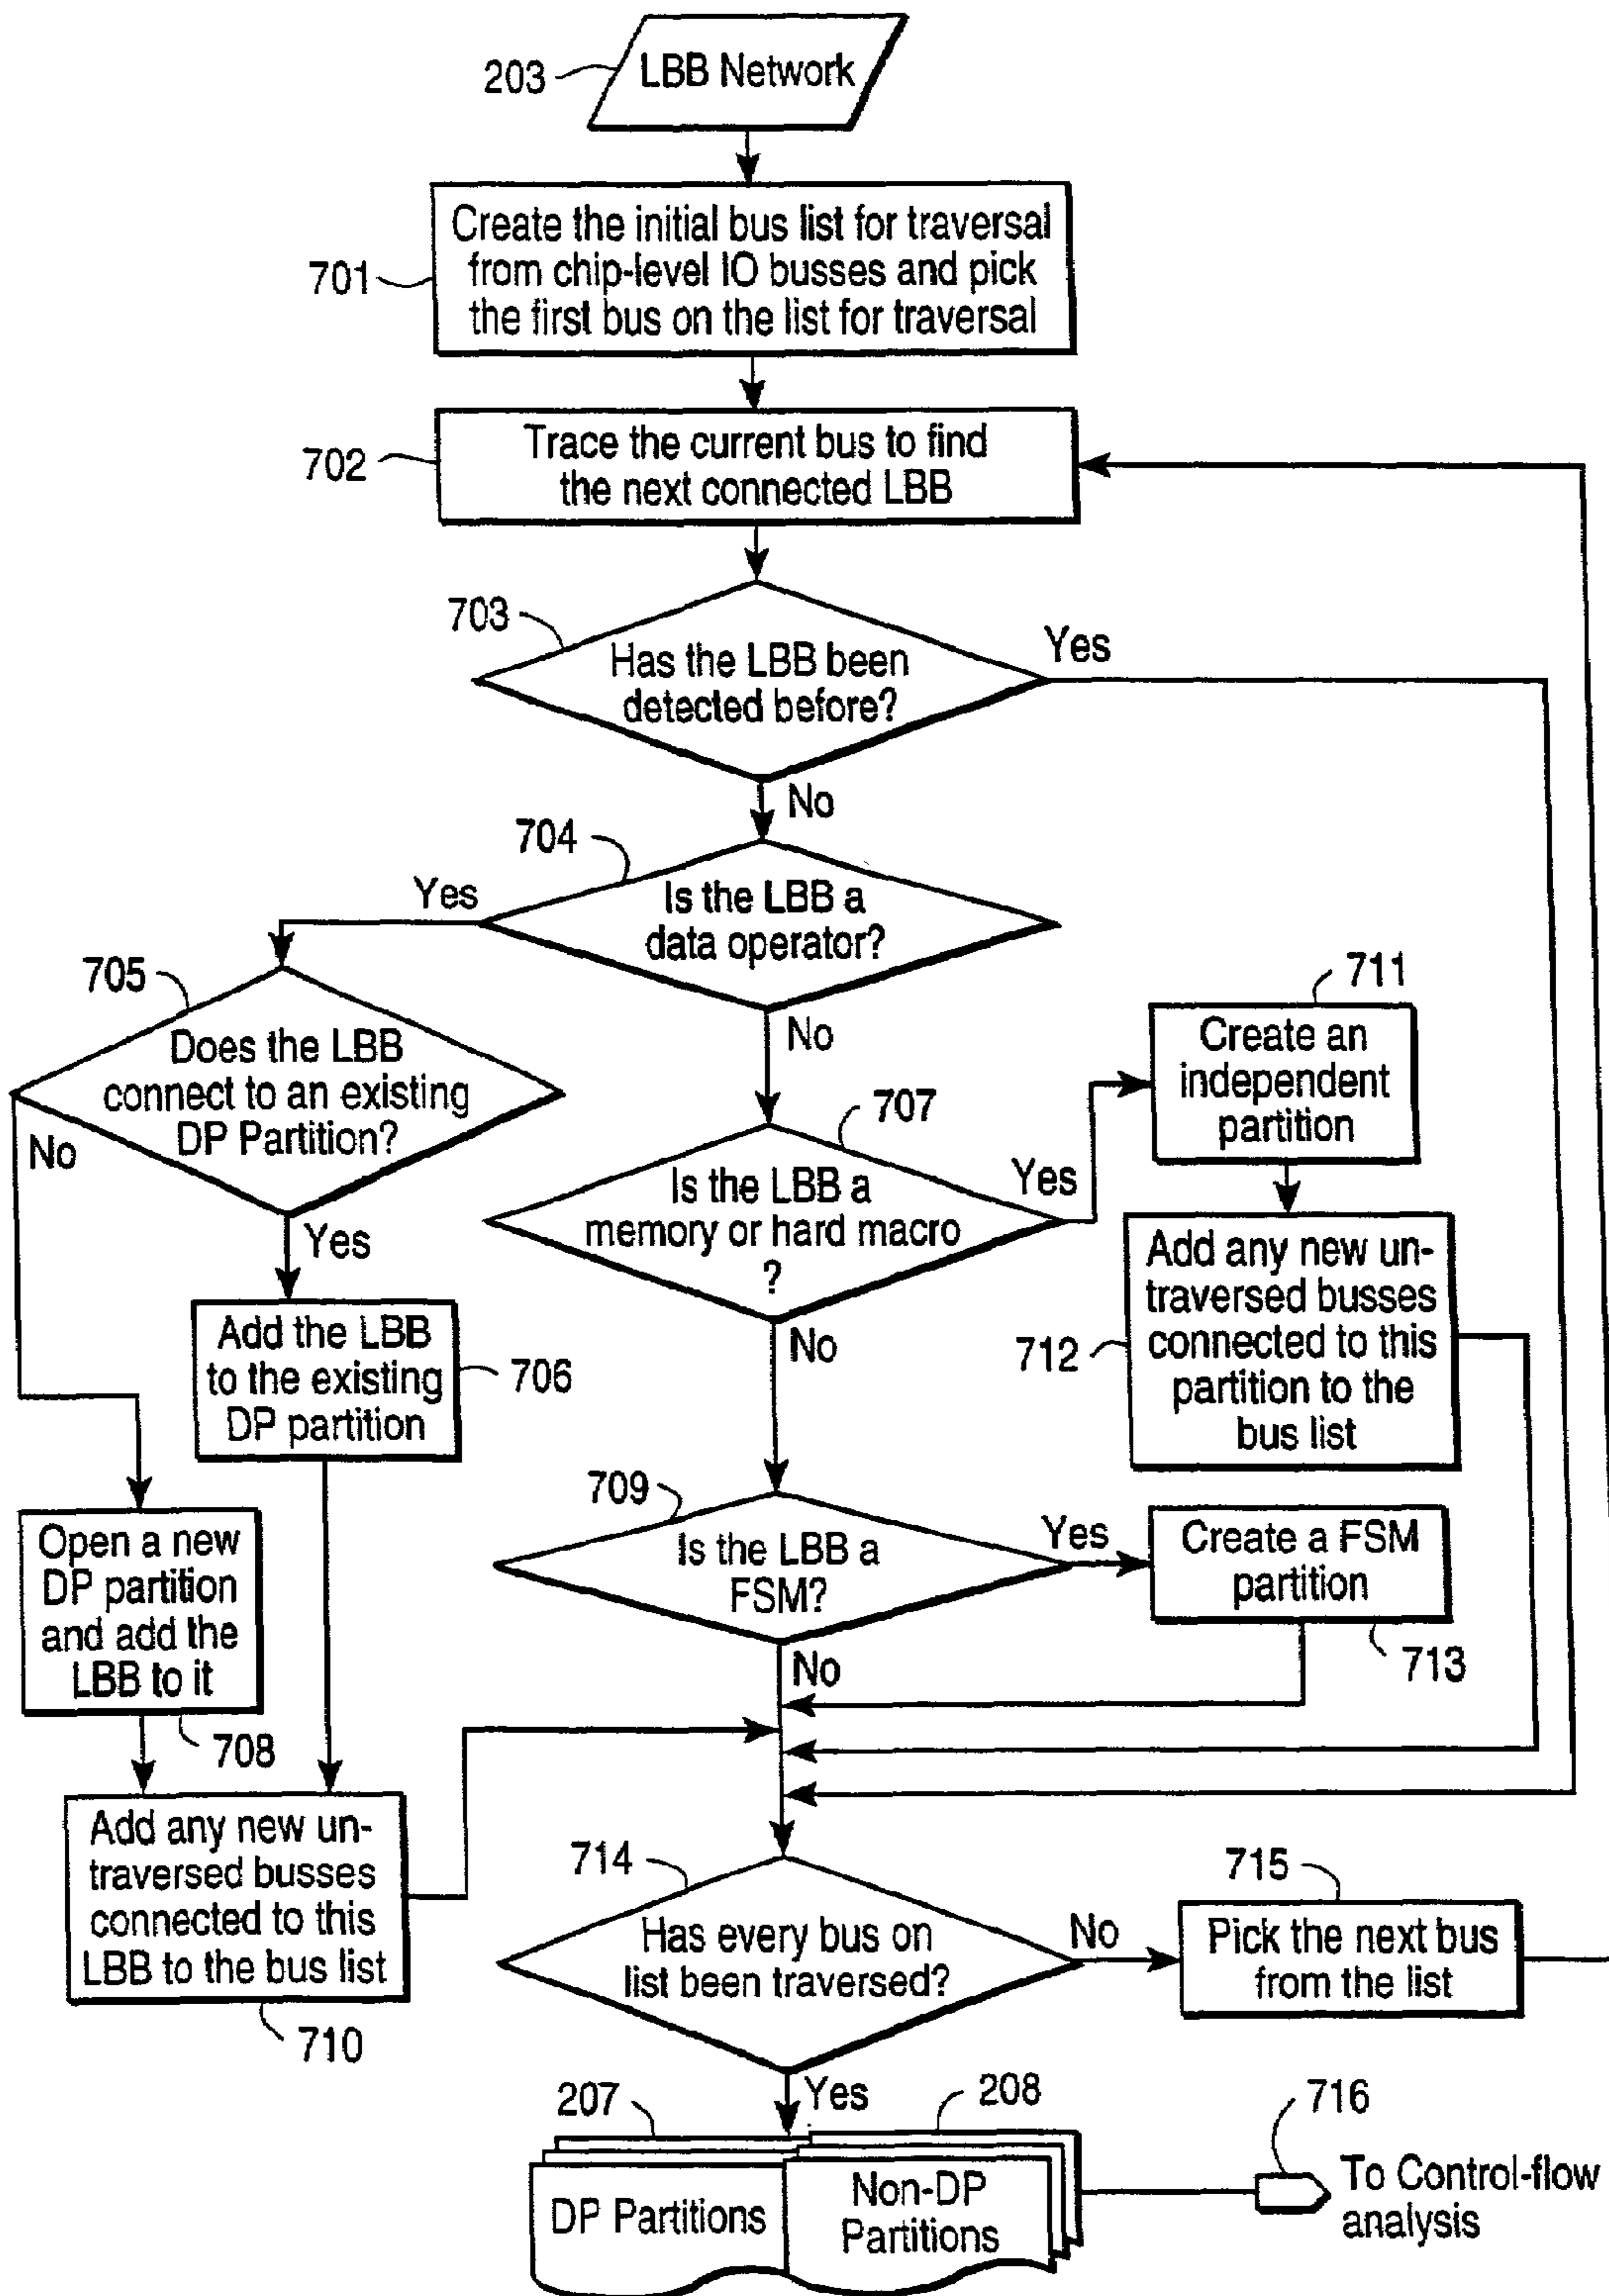 203
LBB Network
Create the initial bus list for traversal
from chip-level IO busses and pick
the first bus on the list for traversal
701
Trace the current bus to find
the next connected LBB
702
703
Has the LBB been
detected before?
Yes
No
704
Is the LBB a
data operator?
Yes
No
705
Does the LBB
connect to an existing
DP Partition?
No
Yes
711
Create an
independent
partition
707
Is the LBB a
memory or hard macro
?
Yes
No
Add the LBB
to the existing
DP partition
706
712
Add any new un-
traversed busses
connected to this
partition to the
bus list
709
Is the LBB a
FSM?
Yes
No
Create a FSM
partition
713
Open a new
DP partition
and add the
LBB to it
708
Add any new un-
traversed busses
connected to this
LBB to the bus list
710
714
Has every bus on
list been traversed?
No
Yes
715
Pick the next bus
from the list
207
208
716
DP Partitions
Non-DP
Partitions
To Control-flow
analysis